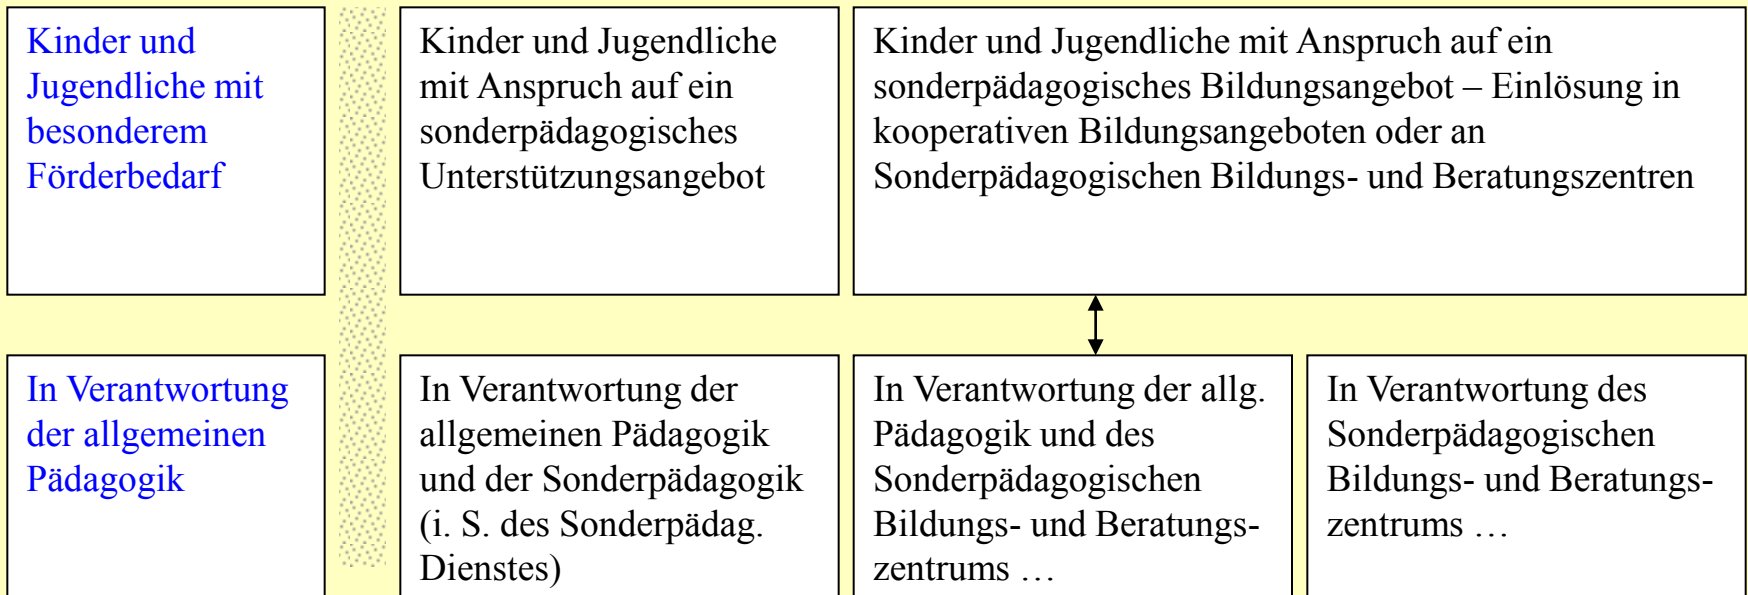 Kinder und
Jugendliche mit
besonderem
Förderbedarf
Kinder und Jugendliche
mit Anspruch auf ein
sonderpädagogisches
Unterstützungsangebot
Kinder und Jugendliche mit Anspruch auf ein
sonderpädagogisches Bildungsangebot – Einlösung in
kooperativen Bildungsangeboten oder an
Sonderpädagogischen Bildungs- und Beratungszentren
In Verantwortung
der allgemeinen
Pädagogik
In Verantwortung der
allgemeinen Pädagogik
und der Sonderpädagogik
(i. S. des Sonderpädag.
Dienstes)
In Verantwortung der allg.
Pädagogik und des
Sonderpädagogischen
Bildungs- und Beratungs-
zentrums …
In Verantwortung des
Sonderpädagogischen
Bildungs- und Beratungs-
zentrums …